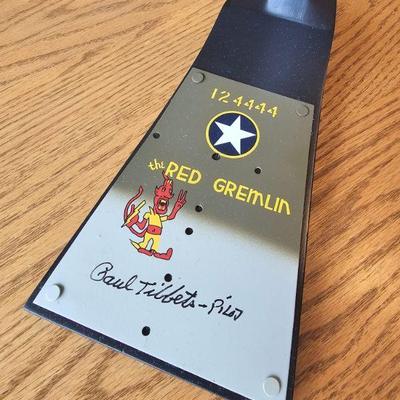 124444
the RED GREMLIN
Paul Tibbets - Pilot